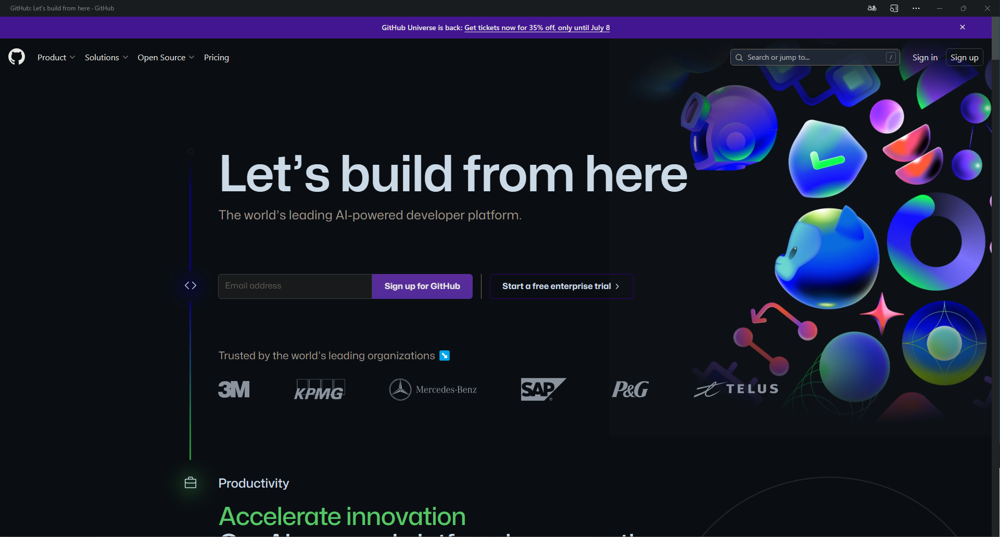 GitHub: Let's build from here · GitHub
aあ
GitHub Universe is back: Get tickets now for 35% off, only until July 8
Product Solutions Open Source Pricing
Search or jump to... /
Sign in Sign up
Let’s build from here
The world’s leading AI-powered developer platform.
Email address Sign up for GitHub Start a free enterprise trial
Trusted by the world’s leading organizations
3M KPMG Mercedes-Benz SAP® P&G TELUS
Productivity
Accelerate innovation